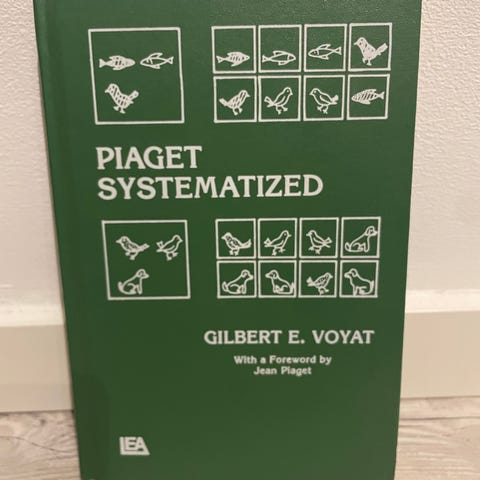 PIAGET
SYSTEMATIZED
GILBERT E. VOYAT
With a Foreword by
Jean Piaget
LEA